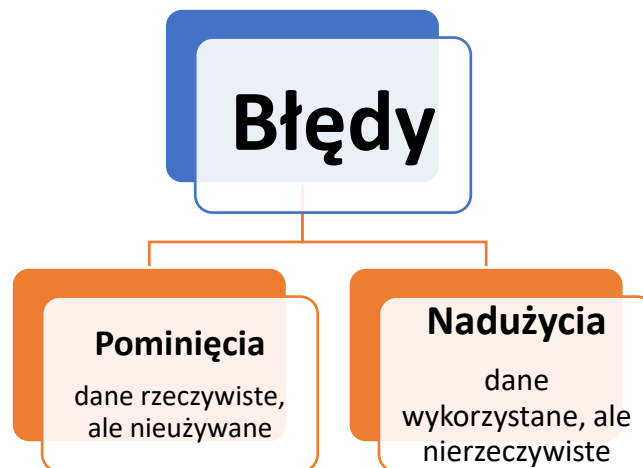 Błędy
Pominięcia
dane rzeczywiste,
ale nieużywane
Nadużycia
dane
wykorzystane, ale
nierzeczywiste